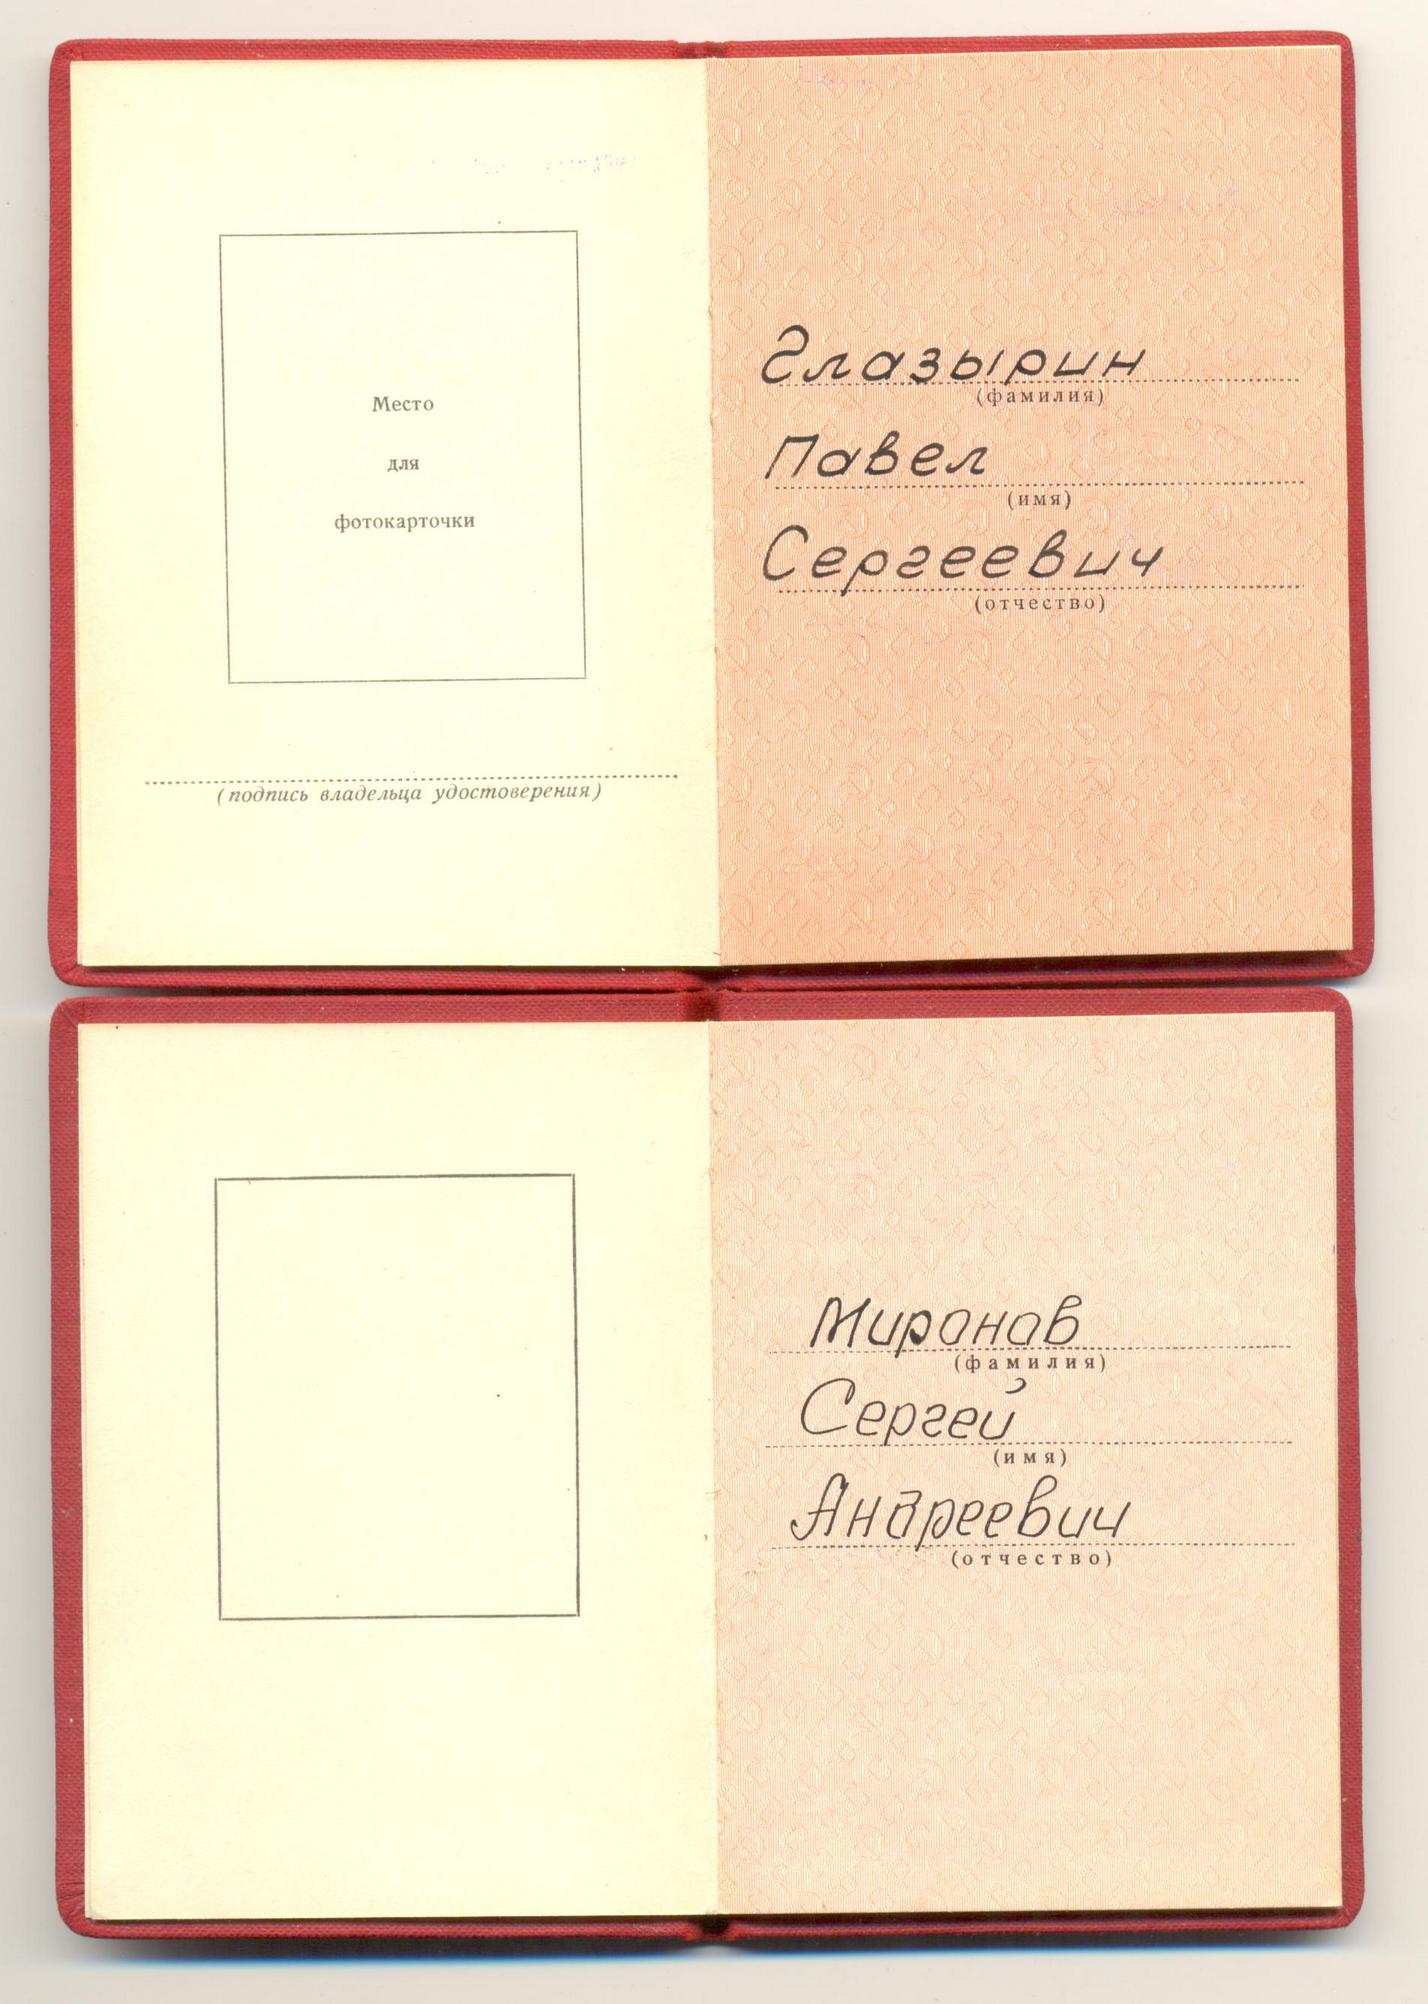 Место
для
фотокарточки
(подпись владельца удостоверения)
Глазырин
(фамилия)
Павел
(имя)
Сергеевич
(отчество)
Миронов
(фамилия)
Сергей
(имя)
Андреевич
(отчество)